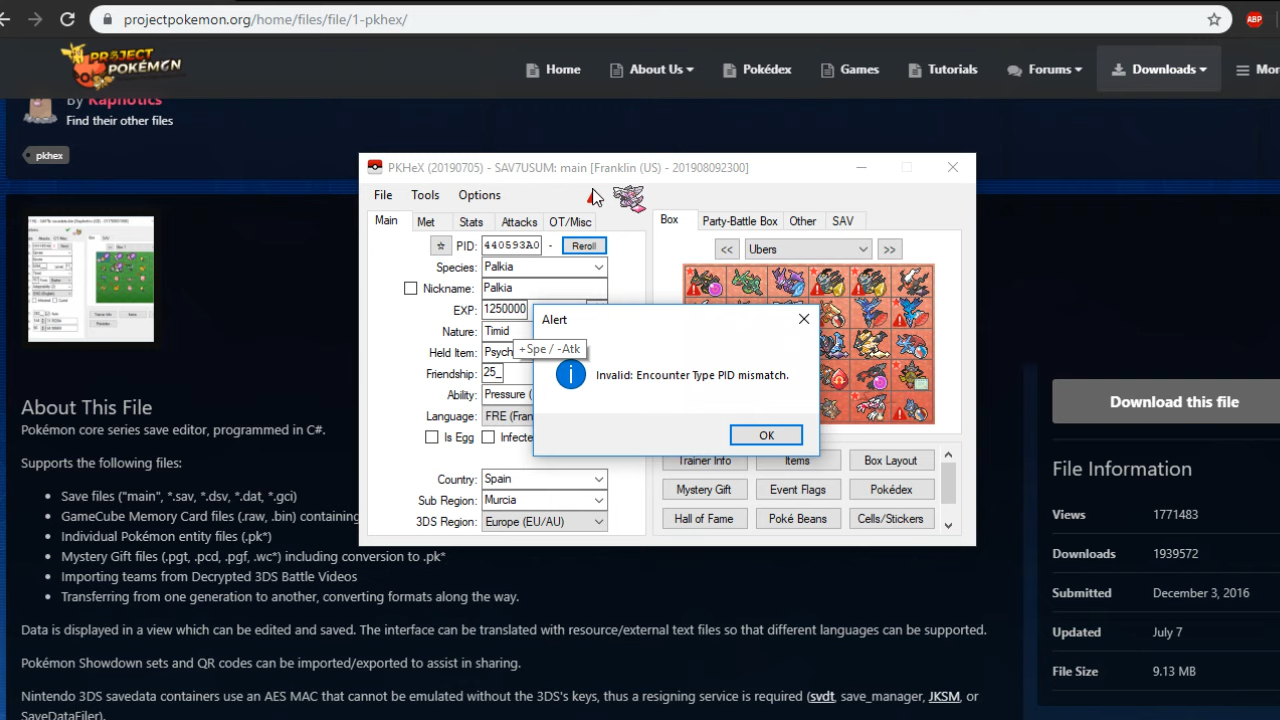 projectpokemon.org/home/files/file/1-pkhex/
ABP
PROJECT
POKÉMON
Home
About Us
Pokédex
Games
Tutorials
Forums
Downloads
By Kaphotics
Find their other files
pkhex
PKHeX (20190705) - SAV7USUM: main [Franklin (US) - 201908092300]
File Tools Options
Main Met Stats Attacks OT/Misc
PID: 440593A0 - Reroll
Species: Palkia
Nickname: Palkia
EXP: 1250000
Nature: Timid
+Spe / -Atk
Held Item: Psych
Friendship: 25_
Ability: Pressure (
Language: FRE (Fran
Is Egg Infecte
Country: Spain
Sub Region: Murcia
3DS Region: Europe (EU/AU)
Box Party-Battle Box Other SAV
<< Ubers >>
Alert
Invalid: Encounter Type PID mismatch.
OK
Trainer Info Items Box Layout
Mystery Gift Event Flags Pokédex
Hall of Fame Poké Beans Cells/Stickers
About This File
Pokémon core series save editor, programmed in C#.
Supports the following files:
Save files ("main", *.sav, *.dsv, *.dat, *.gci)
GameCube Memory Card files (.raw, .bin) containing
Individual Pokémon entity files (.pk*)
Mystery Gift files (.pgt, .pcd, .pgf, .wc*) including conversion to .pk*
Importing teams from Decrypted 3DS Battle Videos
Transferring from one generation to another, converting formats along the way.
Data is displayed in a view which can be edited and saved. The interface can be translated with resource/external text files so that different languages can be supported.
Pokémon Showdown sets and QR codes can be imported/exported to assist in sharing.
Nintendo 3DS savedata containers use an AES MAC that cannot be emulated without the 3DS's keys, thus a resigning service is required (svdt, save_manager, JKSM, or
SaveDataFiler).
Download this file
File Information
Views 1771483
Downloads 1939572
Submitted December 3, 2016
Updated July 7
File Size 9.13 MB